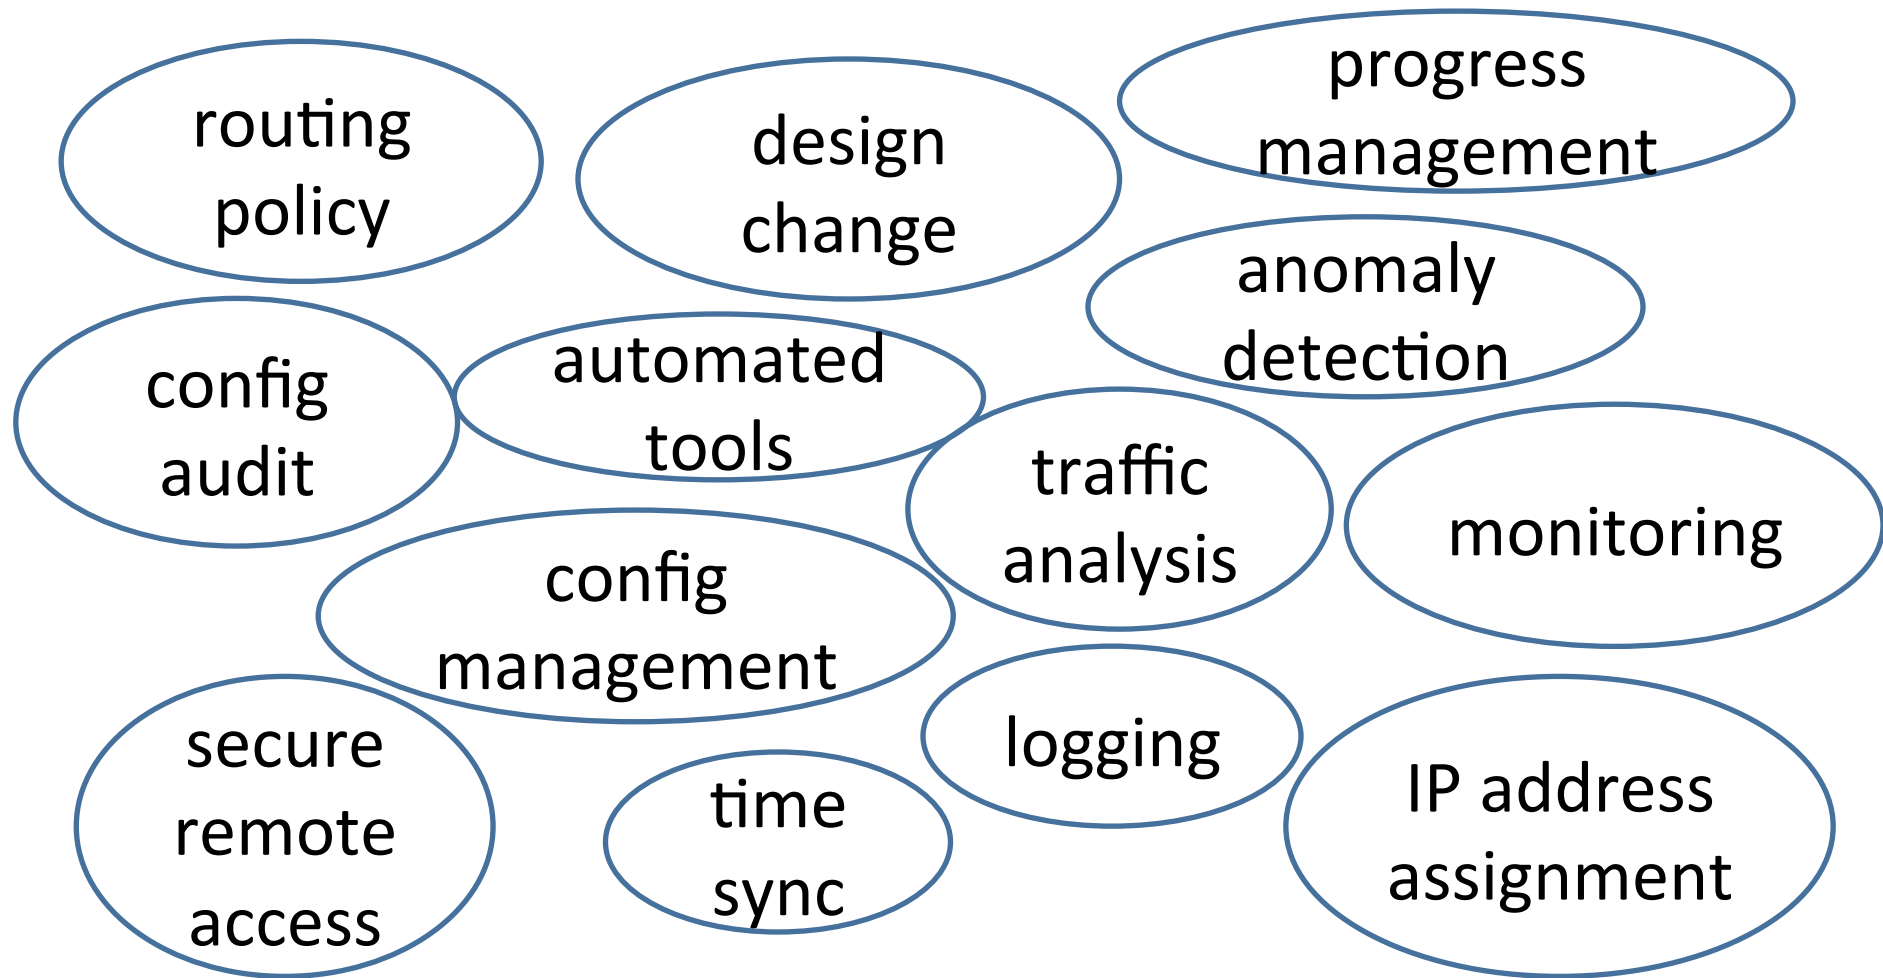 routing
policy
design
change
progress
management
anomaly
detection
config
audit
automated
tools
traffic
analysis
monitoring
config
management
secure
remote
access
time
sync
logging
IP address
assignment